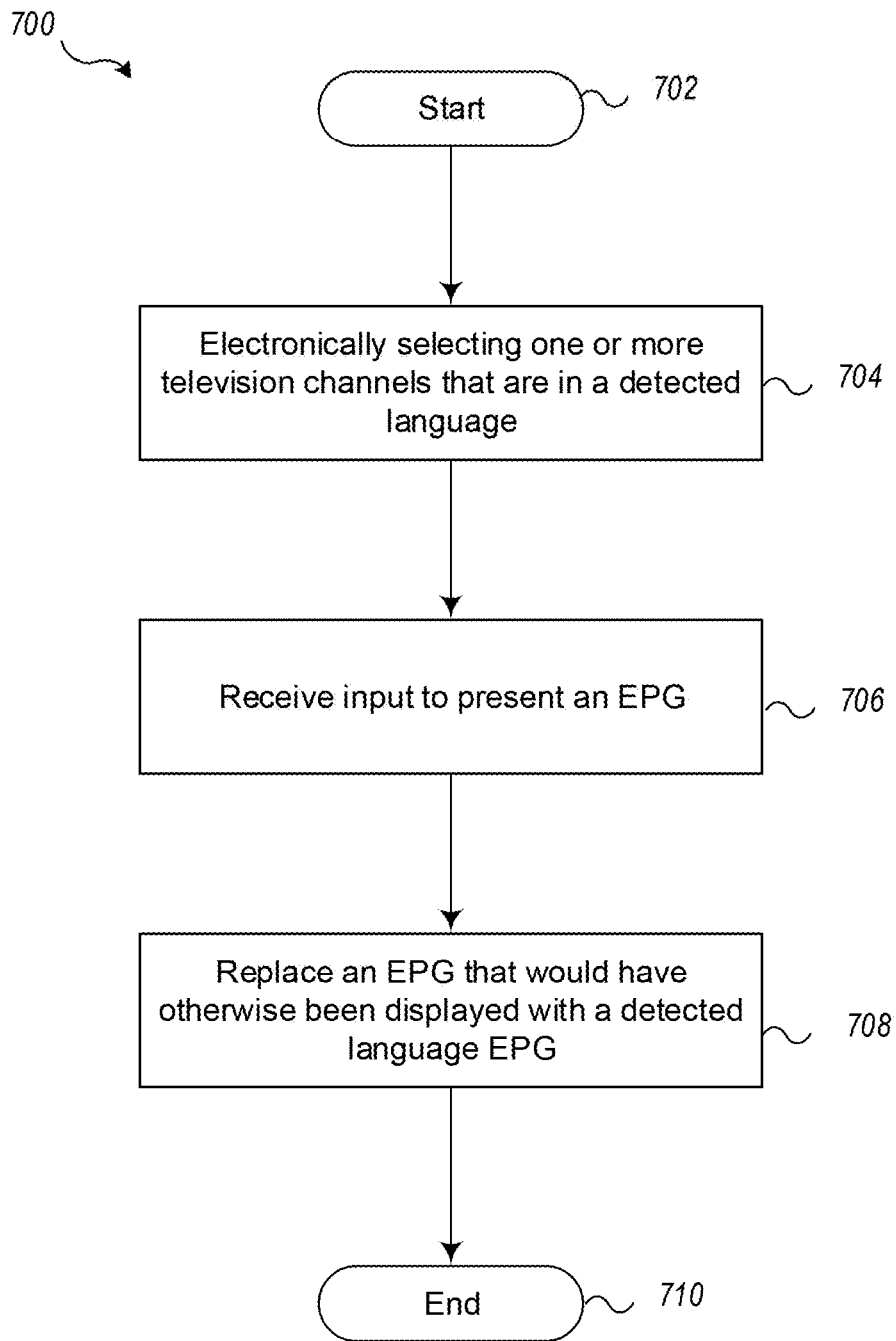 700
Start
702
Electronically selecting one or more
television channels that are in a detected
language
704
Receive input to present an EPG
706
Replace an EPG that would have
otherwise been displayed with a detected
language EPG
708
End
710